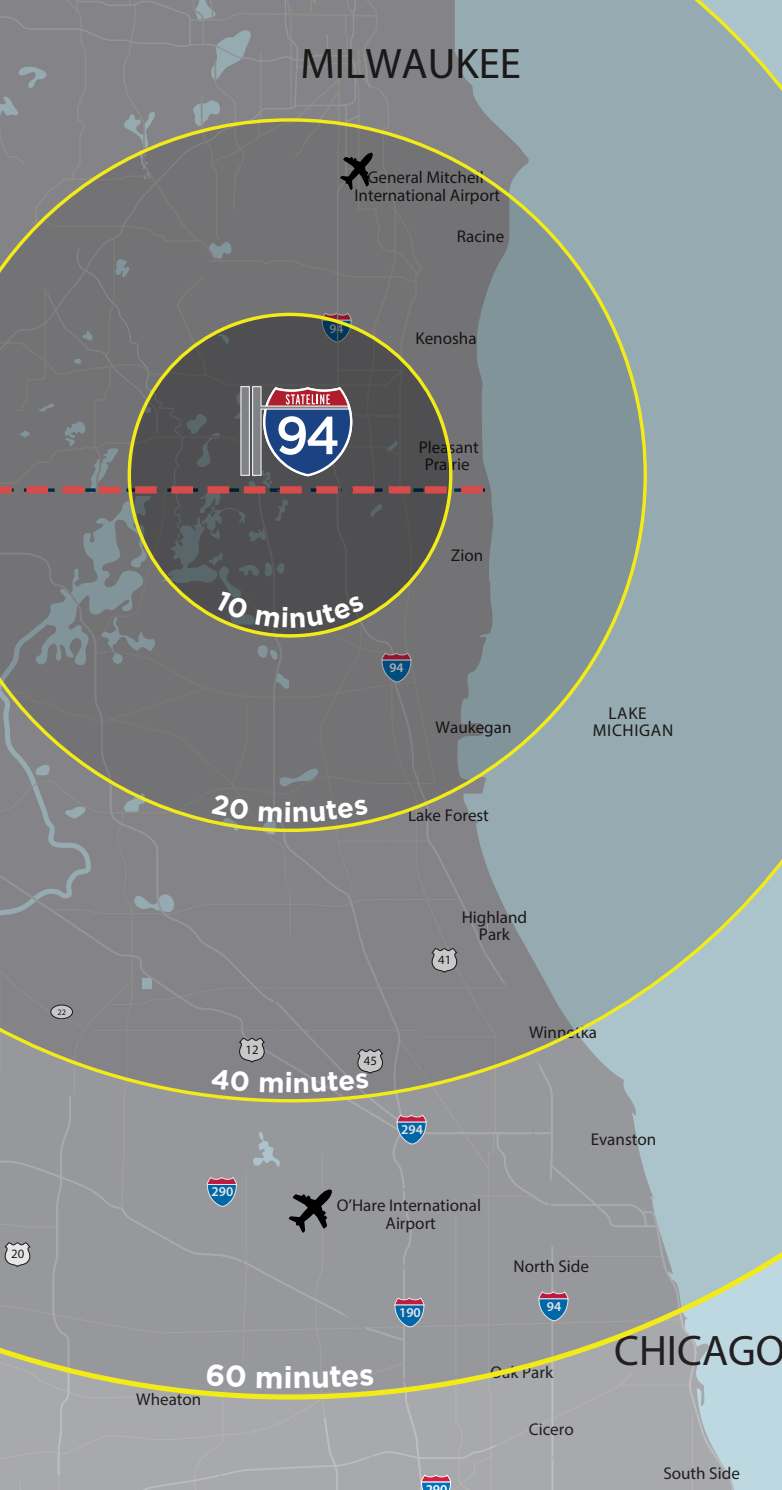 MILWAUKEE
General Mitchell
International Airport
Racine
94
Kenosha
STATELINE
94
Pleasant
Prairie
Zion
10 minutes
94
LAKE
MICHIGAN
Waukegan
20 minutes
Lake Forest
Highland
Park
41
22
Winnetka
12
45
40 minutes
294
Evanston
290
O'Hare International
Airport
20
North Side
190
94
CHICAGO
60 minutes
Oak Park
Wheaton
Cicero
South Side
290